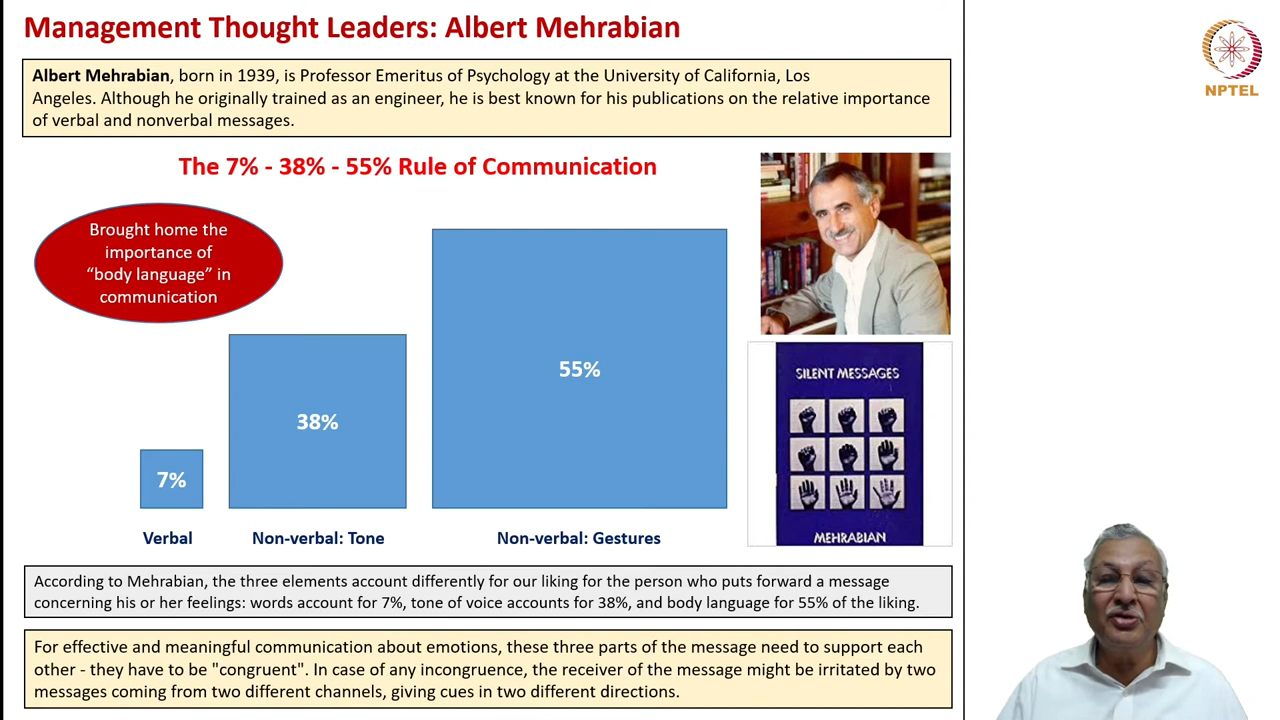 Management Thought Leaders: Albert Mehrabian
NPTEL
Albert Mehrabian, born in 1939, is Professor Emeritus of Psychology at the University of California, Los
Angeles. Although he originally trained as an engineer, he is best known for his publications on the relative importance
of verbal and nonverbal messages.
The 7% - 38% - 55% Rule of Communication
Brought home the
importance of
“body language” in
communication
55%
38%
7%
Verbal
Non-verbal: Tone
Non-verbal: Gestures
SILENT MESSAGES
MEHRABIAN
According to Mehrabian, the three elements account differently for our liking for the person who puts forward a message
concerning his or her feelings: words account for 7%, tone of voice accounts for 38%, and body language for 55% of the liking.
For effective and meaningful communication about emotions, these three parts of the message need to support each
other - they have to be "congruent". In case of any incongruence, the receiver of the message might be irritated by two
messages coming from two different channels, giving cues in two different directions.